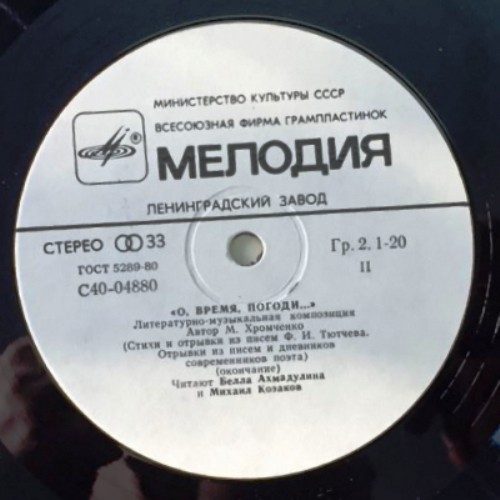 МИНИСТЕРСТВО КУЛЬТУРЫ СССР
ВСЕСОЮЗНАЯ ФИРМА ГРАМПЛАСТИНОК
МЕЛОДИЯ
ЛЕНИНГРАДСКИЙ ЗАВОД
СТЕРЕО 33
Гр. 2. 1-20
ГОСТ 5289-80
II
С40-04880
«О, ВРЕМЯ, ПОГОДИ...»
Литературно-музыкальная композиция
Автор М. Хромченко
(Стихи и отрывки из писем Ф. И. Тютчева.
Отрывки из писем и дневников
современников поэта)
(окончание)
Читают Белла Ахмадулина
и Михаил Козаков